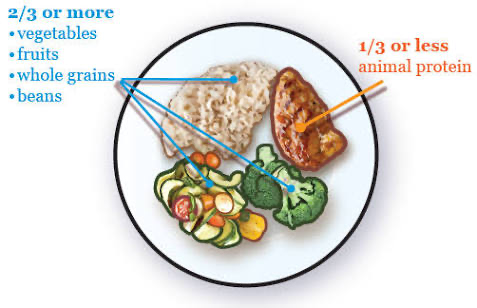 2/3 or more
• vegetables
• fruits
• whole grains
• beans
1/3 or less
animal protein